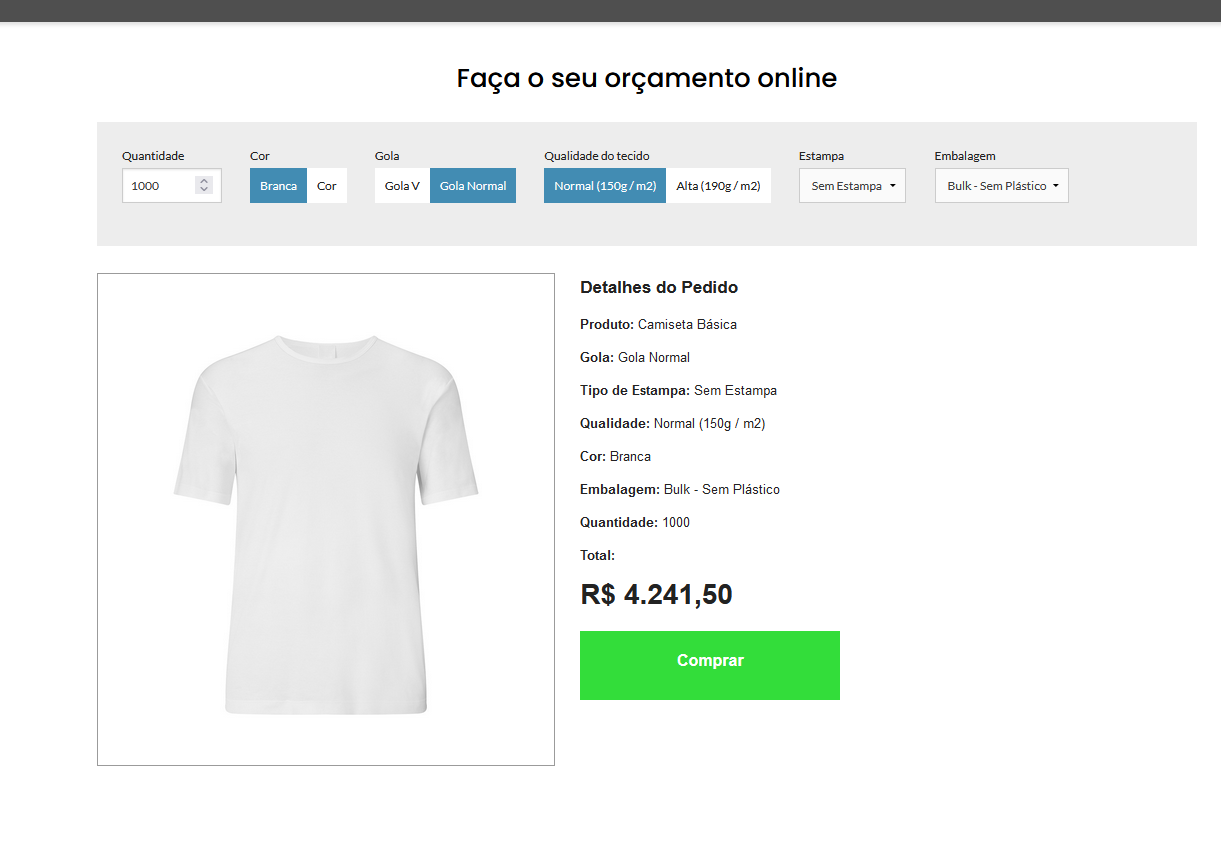 Faça o seu orçamento online
Quantidade
Cor
Gola
Qualidade do tecido
Estampa
Embalagem
1000
Branca
Cor
Gola V
Gola Normal
Normal (150g / m2)
Alta (190g / m2)
Sem Estampa
Bulk - Sem Plástico
Detalhes do Pedido
Produto: Camiseta Básica
Gola: Gola Normal
Tipo de Estampa: Sem Estampa
Qualidade: Normal (150g / m2)
Cor: Branca
Embalagem: Bulk - Sem Plástico
Quantidade: 1000
Total:
R$ 4.241,50
Comprar